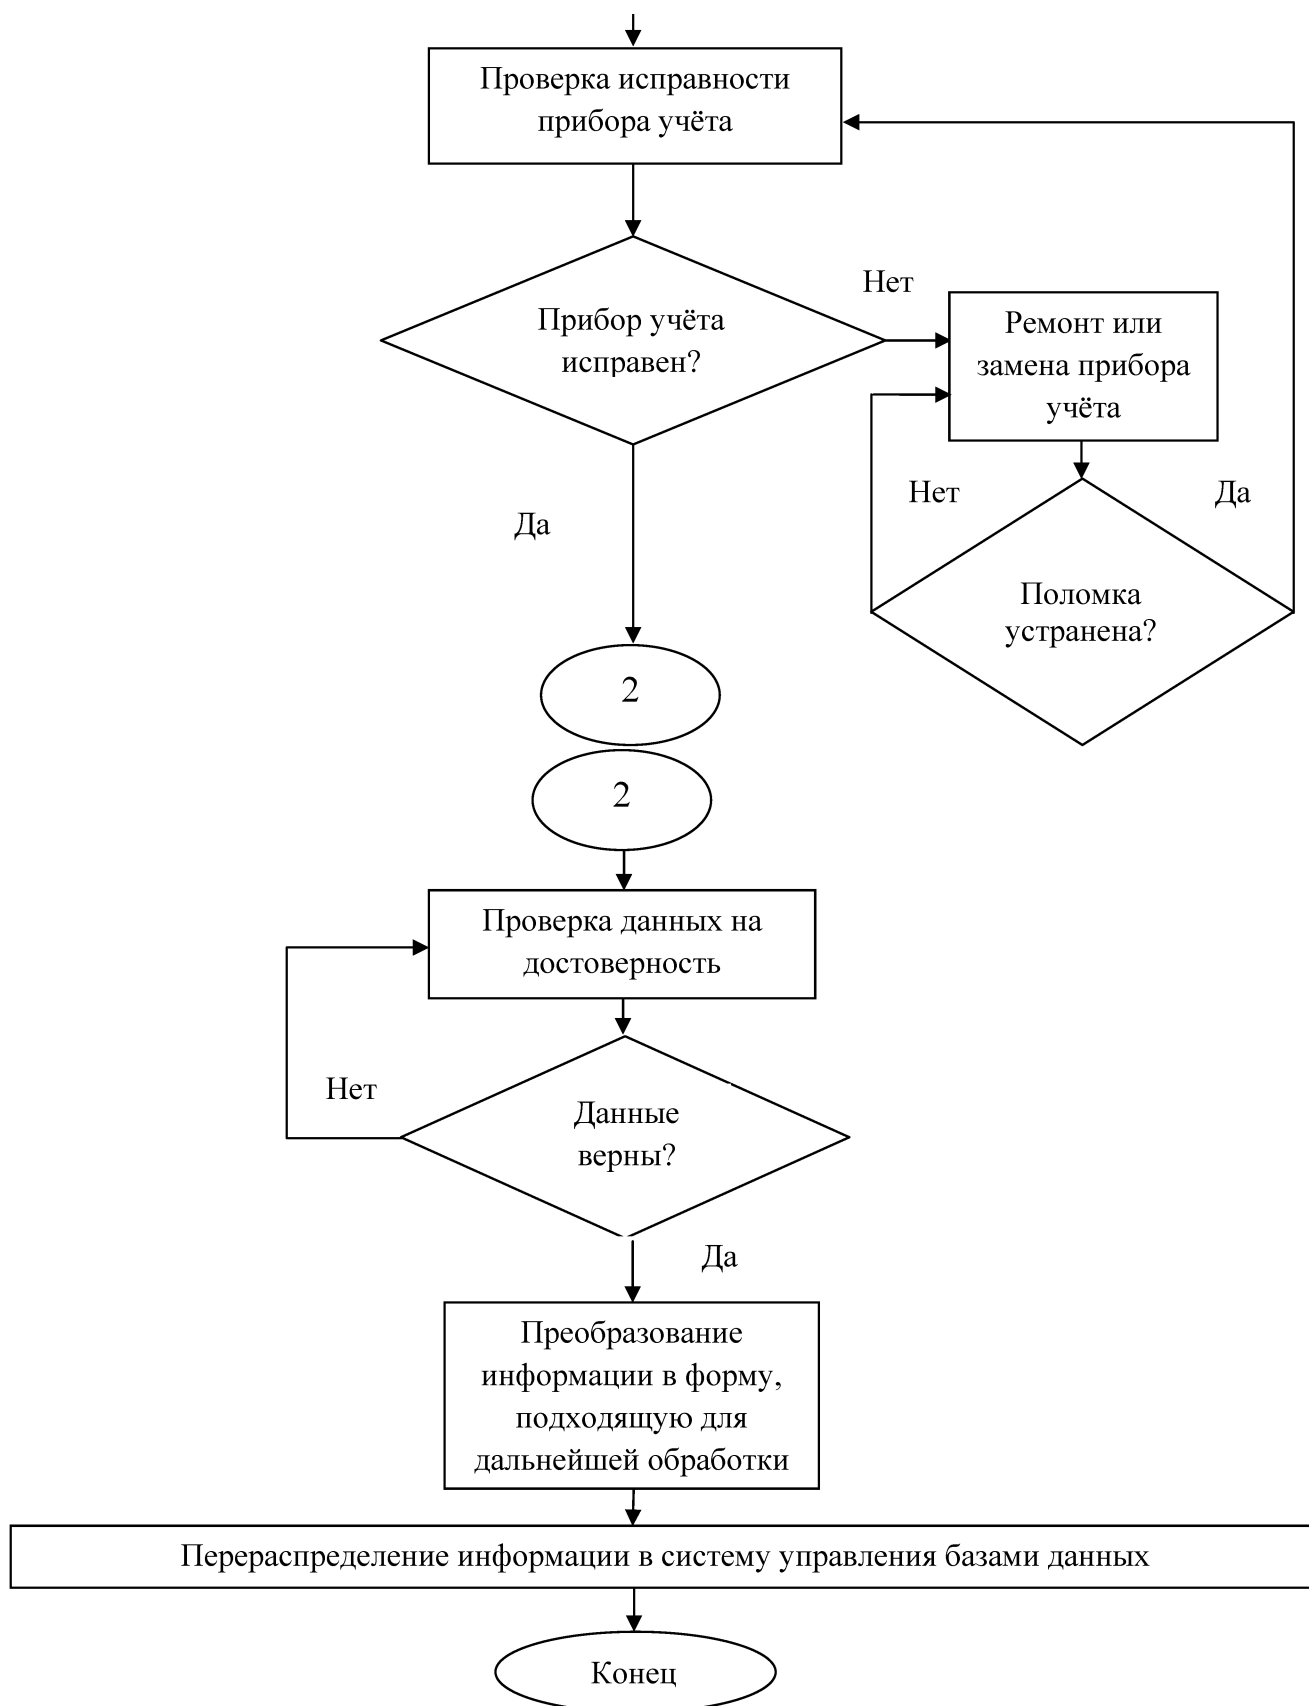 Проверка исправности
прибора учёта
Нет
Прибор учёта
исправен?
Ремонт или
замена прибора
учёта
Нет
Да
Да
Поломка
устранена?
2
2
Проверка данных на
достоверность
Нет
Данные
верны?
Да
Преобразование
информации в форму,
подходящую для
дальнейшей обработки
Перераспределение информации в систему управления базами данных
Конец